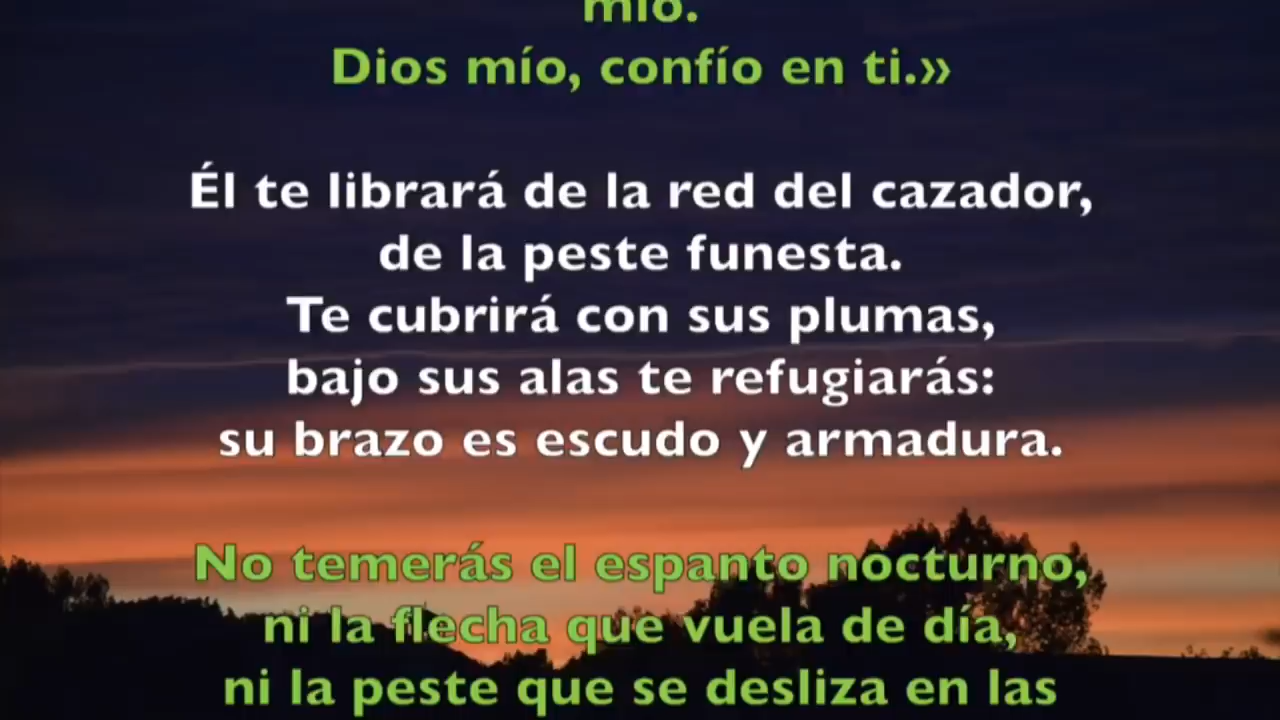 mío.
Dios mío, confío en ti.»
Él te librará de la red del cazador,
de la peste funesta.
Te cubrirá con sus plumas,
bajo sus alas te refugiarás:
su brazo es escudo y armadura.
No temerás el espanto nocturno,
ni la flecha que vuela de día,
ni la peste que se desliza en las